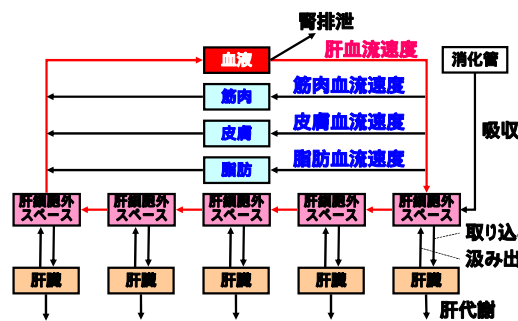 腎排泄
肝血流速度
血液
消化管
筋肉
筋肉血流速度
皮膚
皮膚血流速度
吸収
脂肪
脂肪血流速度
肝細胞外
スペース
肝細胞外
スペース
肝細胞外
スペース
肝細胞外
スペース
肝細胞外
スペース
取り込
汲み出
肝臓
肝臓
肝臓
肝臓
肝臓
肝代謝